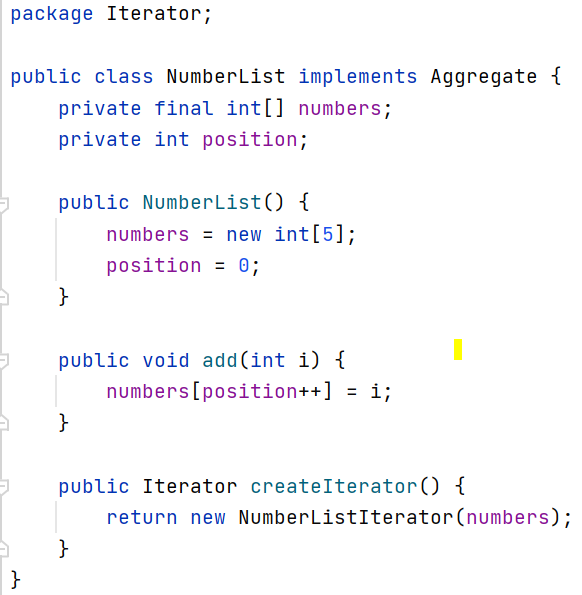 package Iterator;
public class NumberList implements Aggregate {
    private final int[] numbers;
    private int position;
    public NumberList() {
        numbers = new int[5];
        position = 0;
    }
    public void add(int i) {
        numbers[position++] = i;
    }
    public Iterator createIterator() {
        return new NumberListIterator(numbers);
    }
}